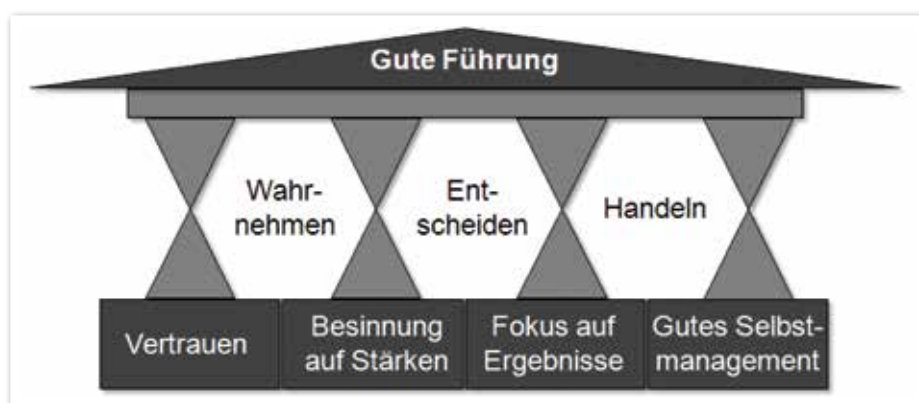 Gute Führung
Wahr-
nehmen
Ent-
scheiden
Handeln
Vertrauen
Besinnung
auf Stärken
Fokus auf
Ergebnisse
Gutes Selbst-
management